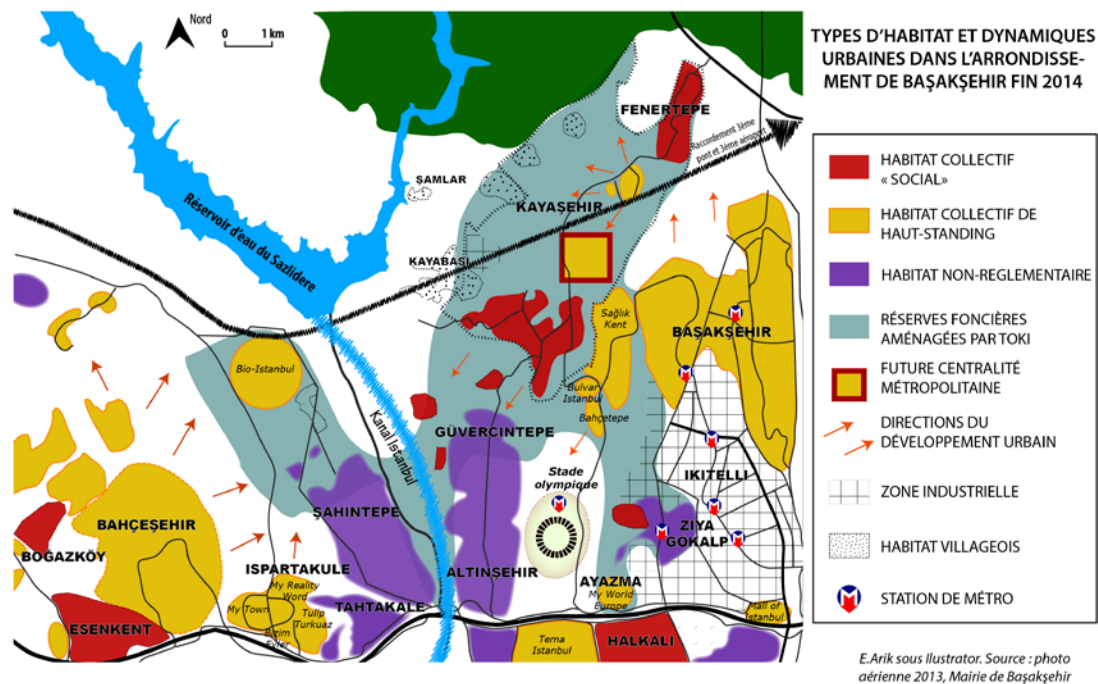 Nord
0 1 km
TYPES D'HABITAT ET DYNAMIQUES
URBAINES DANS L'ARRONDISSE-
MENT DE BAŞAKŞEHIR FIN 2014
HABITAT COLLECTIF
« SOCIAL»
HABITAT COLLECTIF DE
HAUT-STANDING
HABITAT NON-REGLEMENTAIRE
RÉSERVES FONCIÈRES
AMÉNAGÉES PAR TOKI
FUTURE CENTRALITÉ
MÉTROPOLITAINE
DIRECTIONS DU
DÉVELOPPEMENT URBAIN
ZONE INDUSTRIELLE
HABITAT VILLAGEOIS
STATION DE MÉTRO
FENERTEPE
Raccordement 3ème
pont et 3ème aéroport
ŞAMLAR
Réservoir d'eau du Sazlidere
KAYAŞEHIR
KAYABAŞI
Sağlık
Kent
BAŞAKŞEHIR
Bio-Istanbul
Bulvar
Istanbul
Bahçetepe
Kanal Istanbul
GÜVERCINTEPE
Stade
olympique
IKITELLI
ŞAHINTEPE
BAHÇEŞEHIR
ZIYA
GOKALP
BOĞAZKÖY
ISPARTAKULE
ALTINŞEHIR
AYAZMA
My Reality
Word
My World
Europe
My Town
Tulip
Turkuaz
TAHTAKALE
Mall of
Istanbul
Bizim
Evler
ESENKENT
Tema
Istanbul
HALKALI
E.Arik sous Ilustrator. Source : photo
aérienne 2013, Mairie de Başakşehir